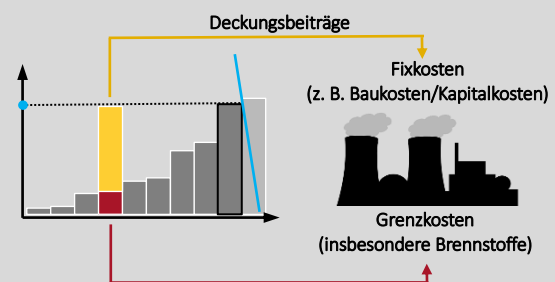 Deckungsbeiträge
Fixkosten
(z. B. Baukosten/Kapitalkosten)
Grenzkosten
(insbesondere Brennstoffe)